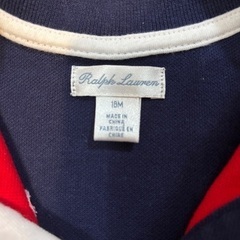 Ralph Lauren
18M
MADE IN
CHINA
FABRIQUÉ EN
CHINE